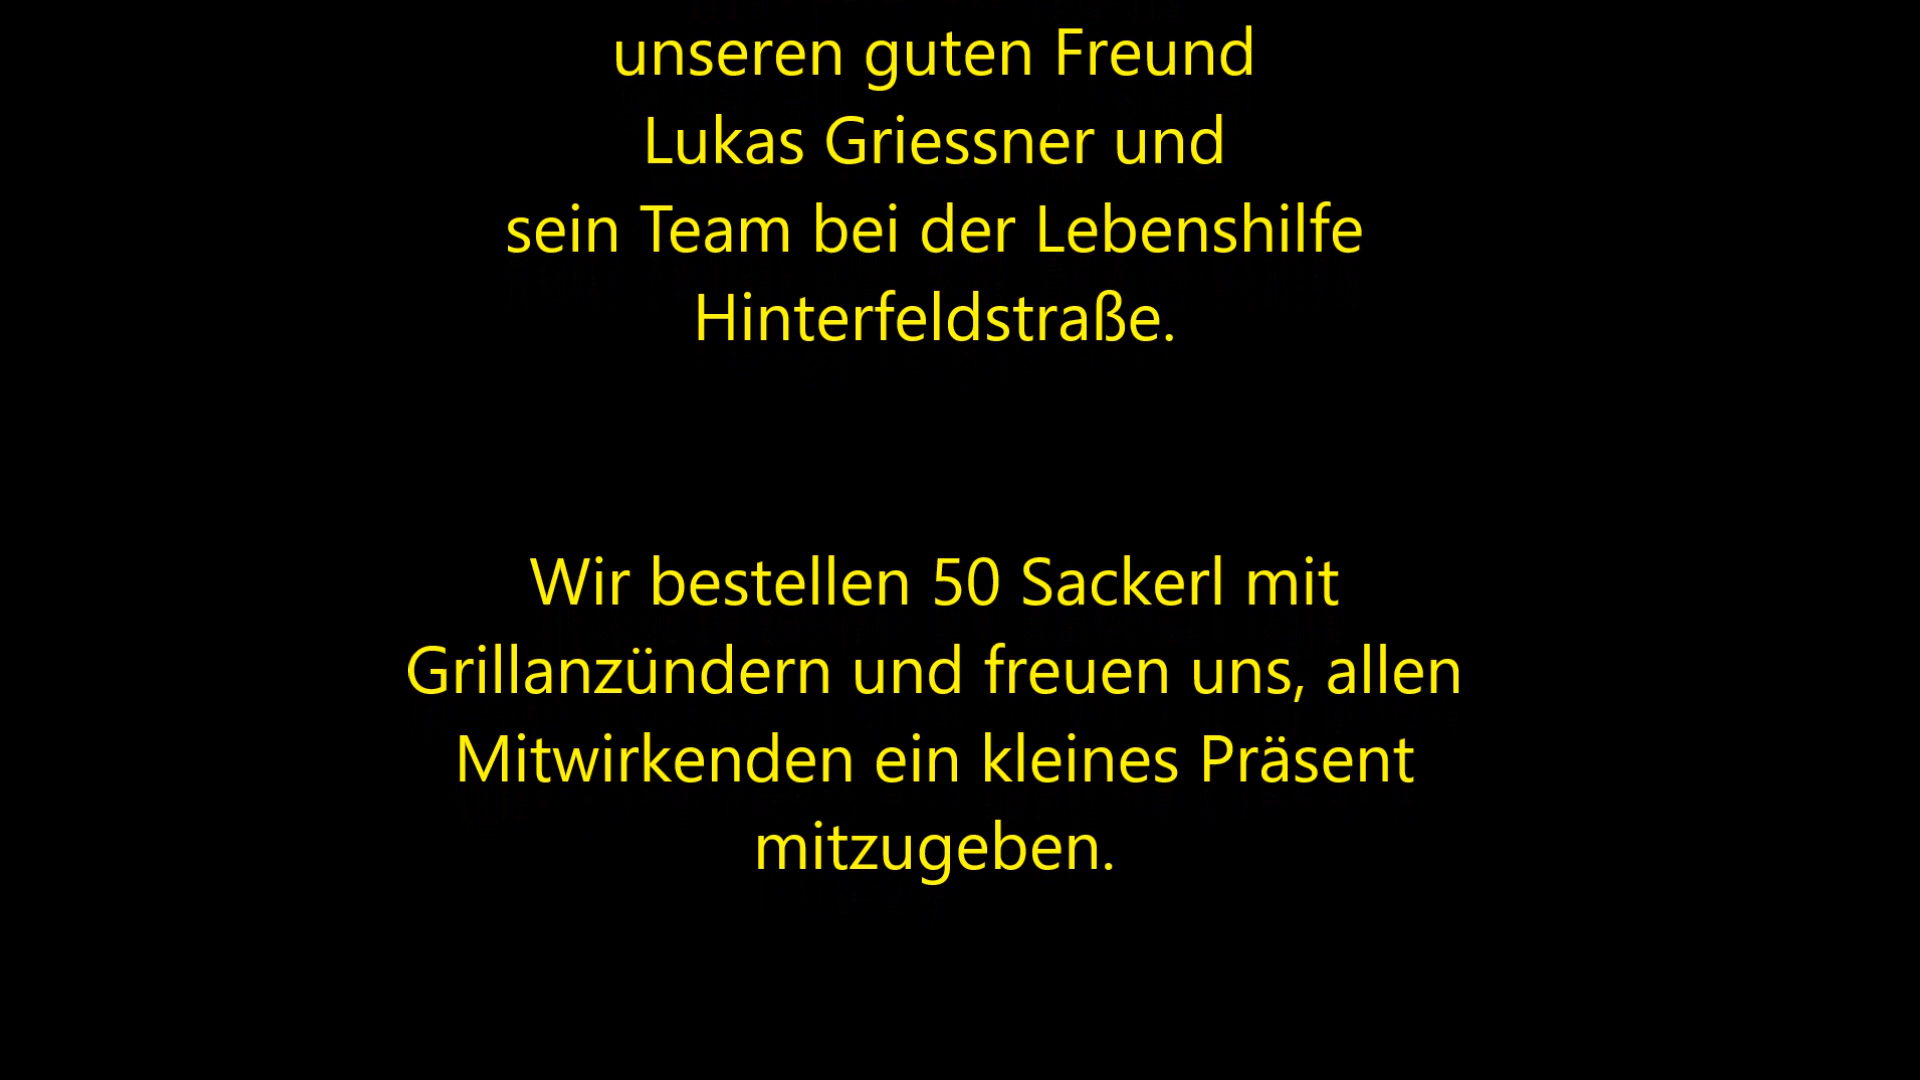 unseren guten Freund
Lukas Griessner und
sein Team bei der Lebenshilfe
Hinterfeldstraße.
Wir bestellen 50 Sackerl mit
Grillanzündern und freuen uns, allen
Mitwirkenden ein kleines Präsent
mitzugeben.